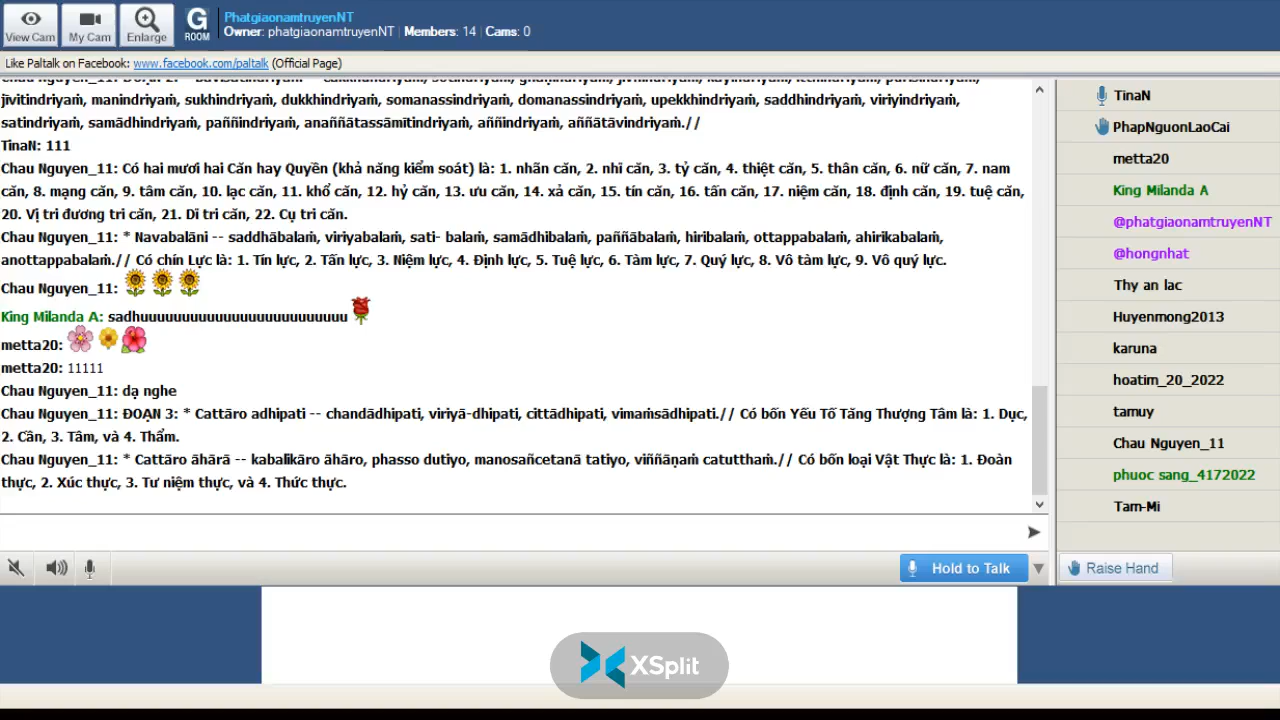 View Cam
My Cam
Enlarge
G
ROOM
PhatgiaonamtruyenNT
Owner: phatgiaonamtruyenNT | Members: 14 | Cams: 0
Like Paltalk on Facebook: www.facebook.com/paltalk (Official Page)
jīvitindriyaṁ, manindriyaṁ, sukhindriyaṁ, dukkhindriyaṁ, somanassindriyaṁ, domanassindriyaṁ, upekkhindriyaṁ, saddhindriyaṁ, viriyindriyaṁ,
satindriyaṁ, samādhindriyaṁ, paññindriyaṁ, anaññātassāmītindriyaṁ, aññindriyaṁ, aññātāvindriyaṁ.//
TinaN: 111
Chau Nguyen_11: Có hai mươi hai Căn hay Quyền (khả năng kiểm soát) là: 1. nhãn căn, 2. nhĩ căn, 3. tỷ căn, 4. thiệt căn, 5. thân căn, 6. nữ căn, 7. nam
căn, 8. mạng căn, 9. tâm căn, 10. lạc căn, 11. khổ căn, 12. hỷ căn, 13. ưu căn, 14. xả căn, 15. tín căn, 16. tấn căn, 17. niệm căn, 18. định căn, 19. tuệ căn,
20. Vị tri đương tri căn, 21. Dĩ tri căn, 22. Cụ tri căn.
Chau Nguyen_11: * Navabalāni -- saddhābalaṁ, viriyabalaṁ, sati- balaṁ, samādhibalaṁ, paññābalaṁ, hiribalaṁ, ottappabalaṁ, ahirikabalaṁ,
anottappabalaṁ.// Có chín Lực là: 1. Tín lực, 2. Tấn lực, 3. Niệm lực, 4. Định lực, 5. Tuệ lực, 6. Tàm lực, 7. Quý lực, 8. Vô tàm lực, 9. Vô quý lực.
Chau Nguyen_11:
King Milanda A: sadhuuuuuuuuuuuuuuuuuuuuuuuuu
metta20:
metta20: 11111
Chau Nguyen_11: dạ nghe
Chau Nguyen_11: ĐOẠN 3: * Cattāro adhipati -- chandādhipati, viriyā-dhipati, cittādhipati, vimaṁsādhipati.// Có bốn Yếu Tố Tăng Thượng Tâm là: 1. Dục,
2. Cần, 3. Tâm, và 4. Thẩm.
Chau Nguyen_11: * Cattāro āhārā -- kabalikāro āhāro, phasso dutiyo, manosañcetanā tatiyo, viññāṇaṁ catutthaṁ.// Có bốn loại Vật Thực là: 1. Đoàn
thực, 2. Xúc thực, 3. Tư niệm thực, và 4. Thức thực.
Hold to Talk
TinaN
PhapNguonLaoCai
metta20
King Milanda A
@phatgiaonamtruyenNT
@hongnhat
Thy an lac
Huyenmong2013
karuna
hoatim_20_2022
tamuy
Chau Nguyen_11
phuoc sang_4172022
Tam-Mi
Raise Hand
XSplit